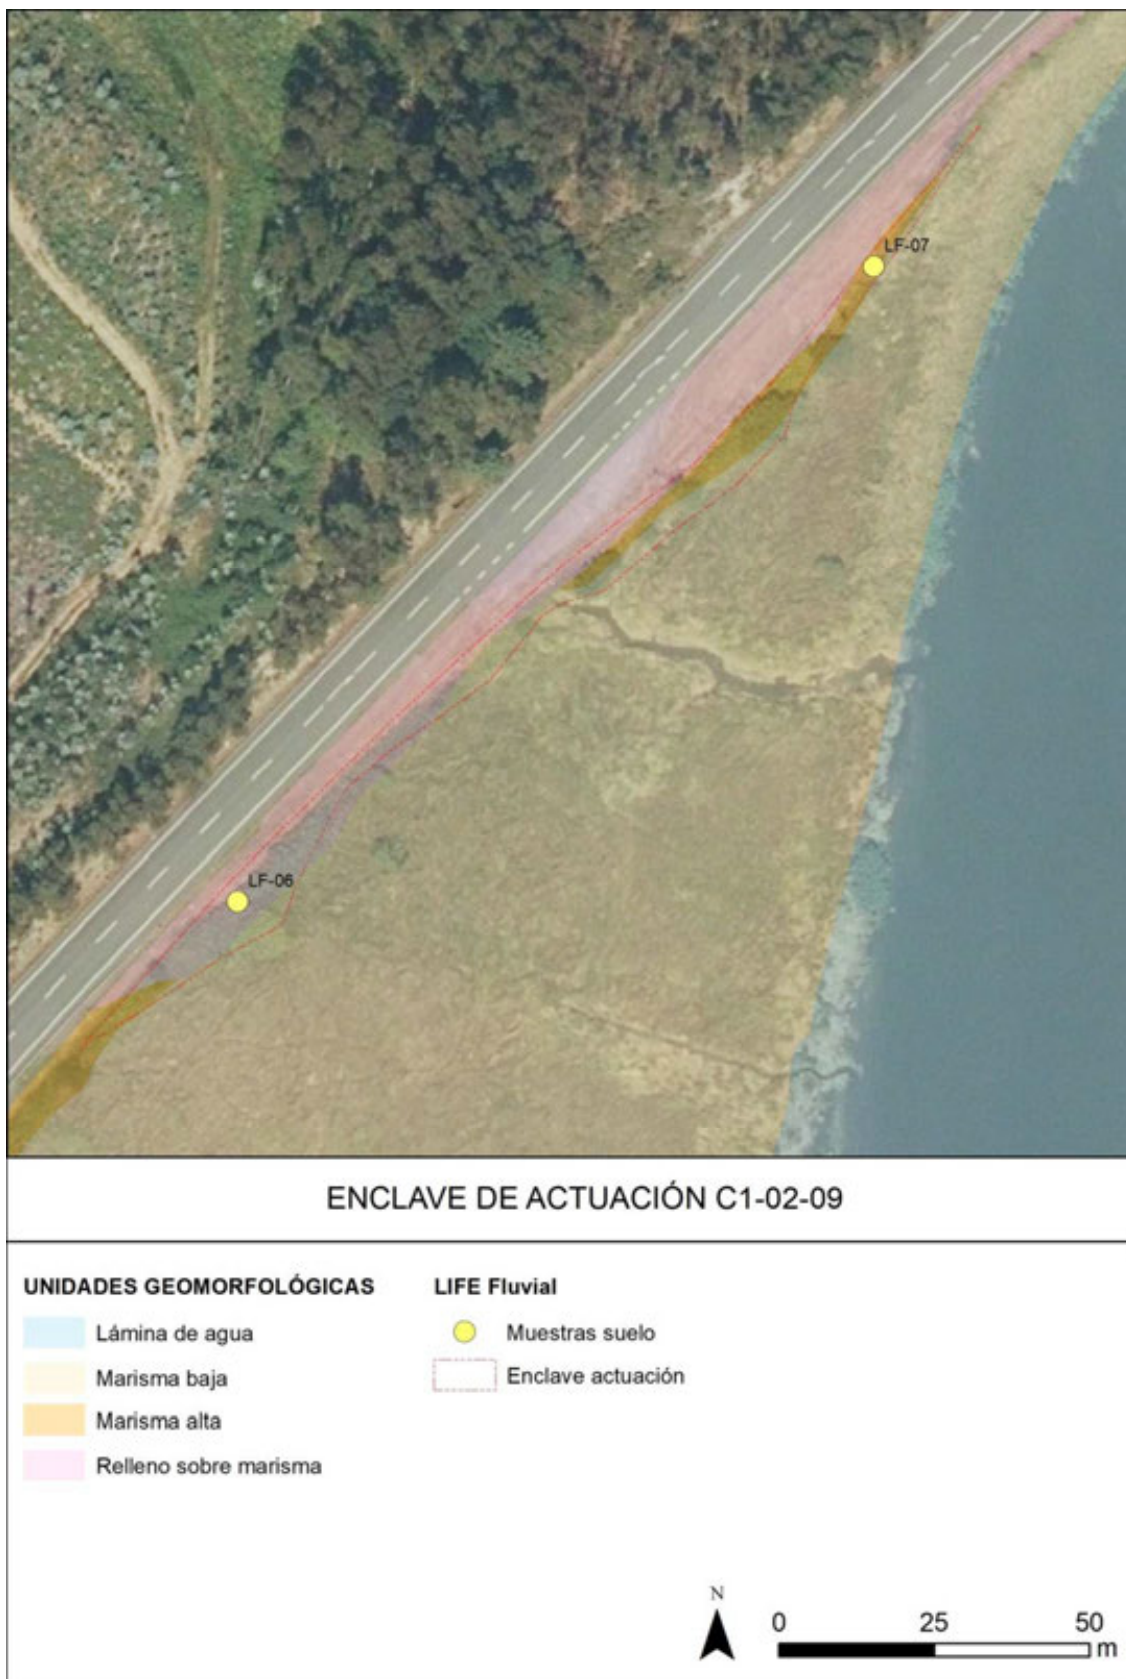 LF-07
LF-06
ENCLAVE DE ACTUACIÓN C1-02-09
UNIDADES GEOMORFOLÓGICAS
Lámina de agua
Marisma baja
Marisma alta
Relleno sobre marisma
LIFE Fluvial
Muestras suelo
Enclave actuación
N
0 25 50
m